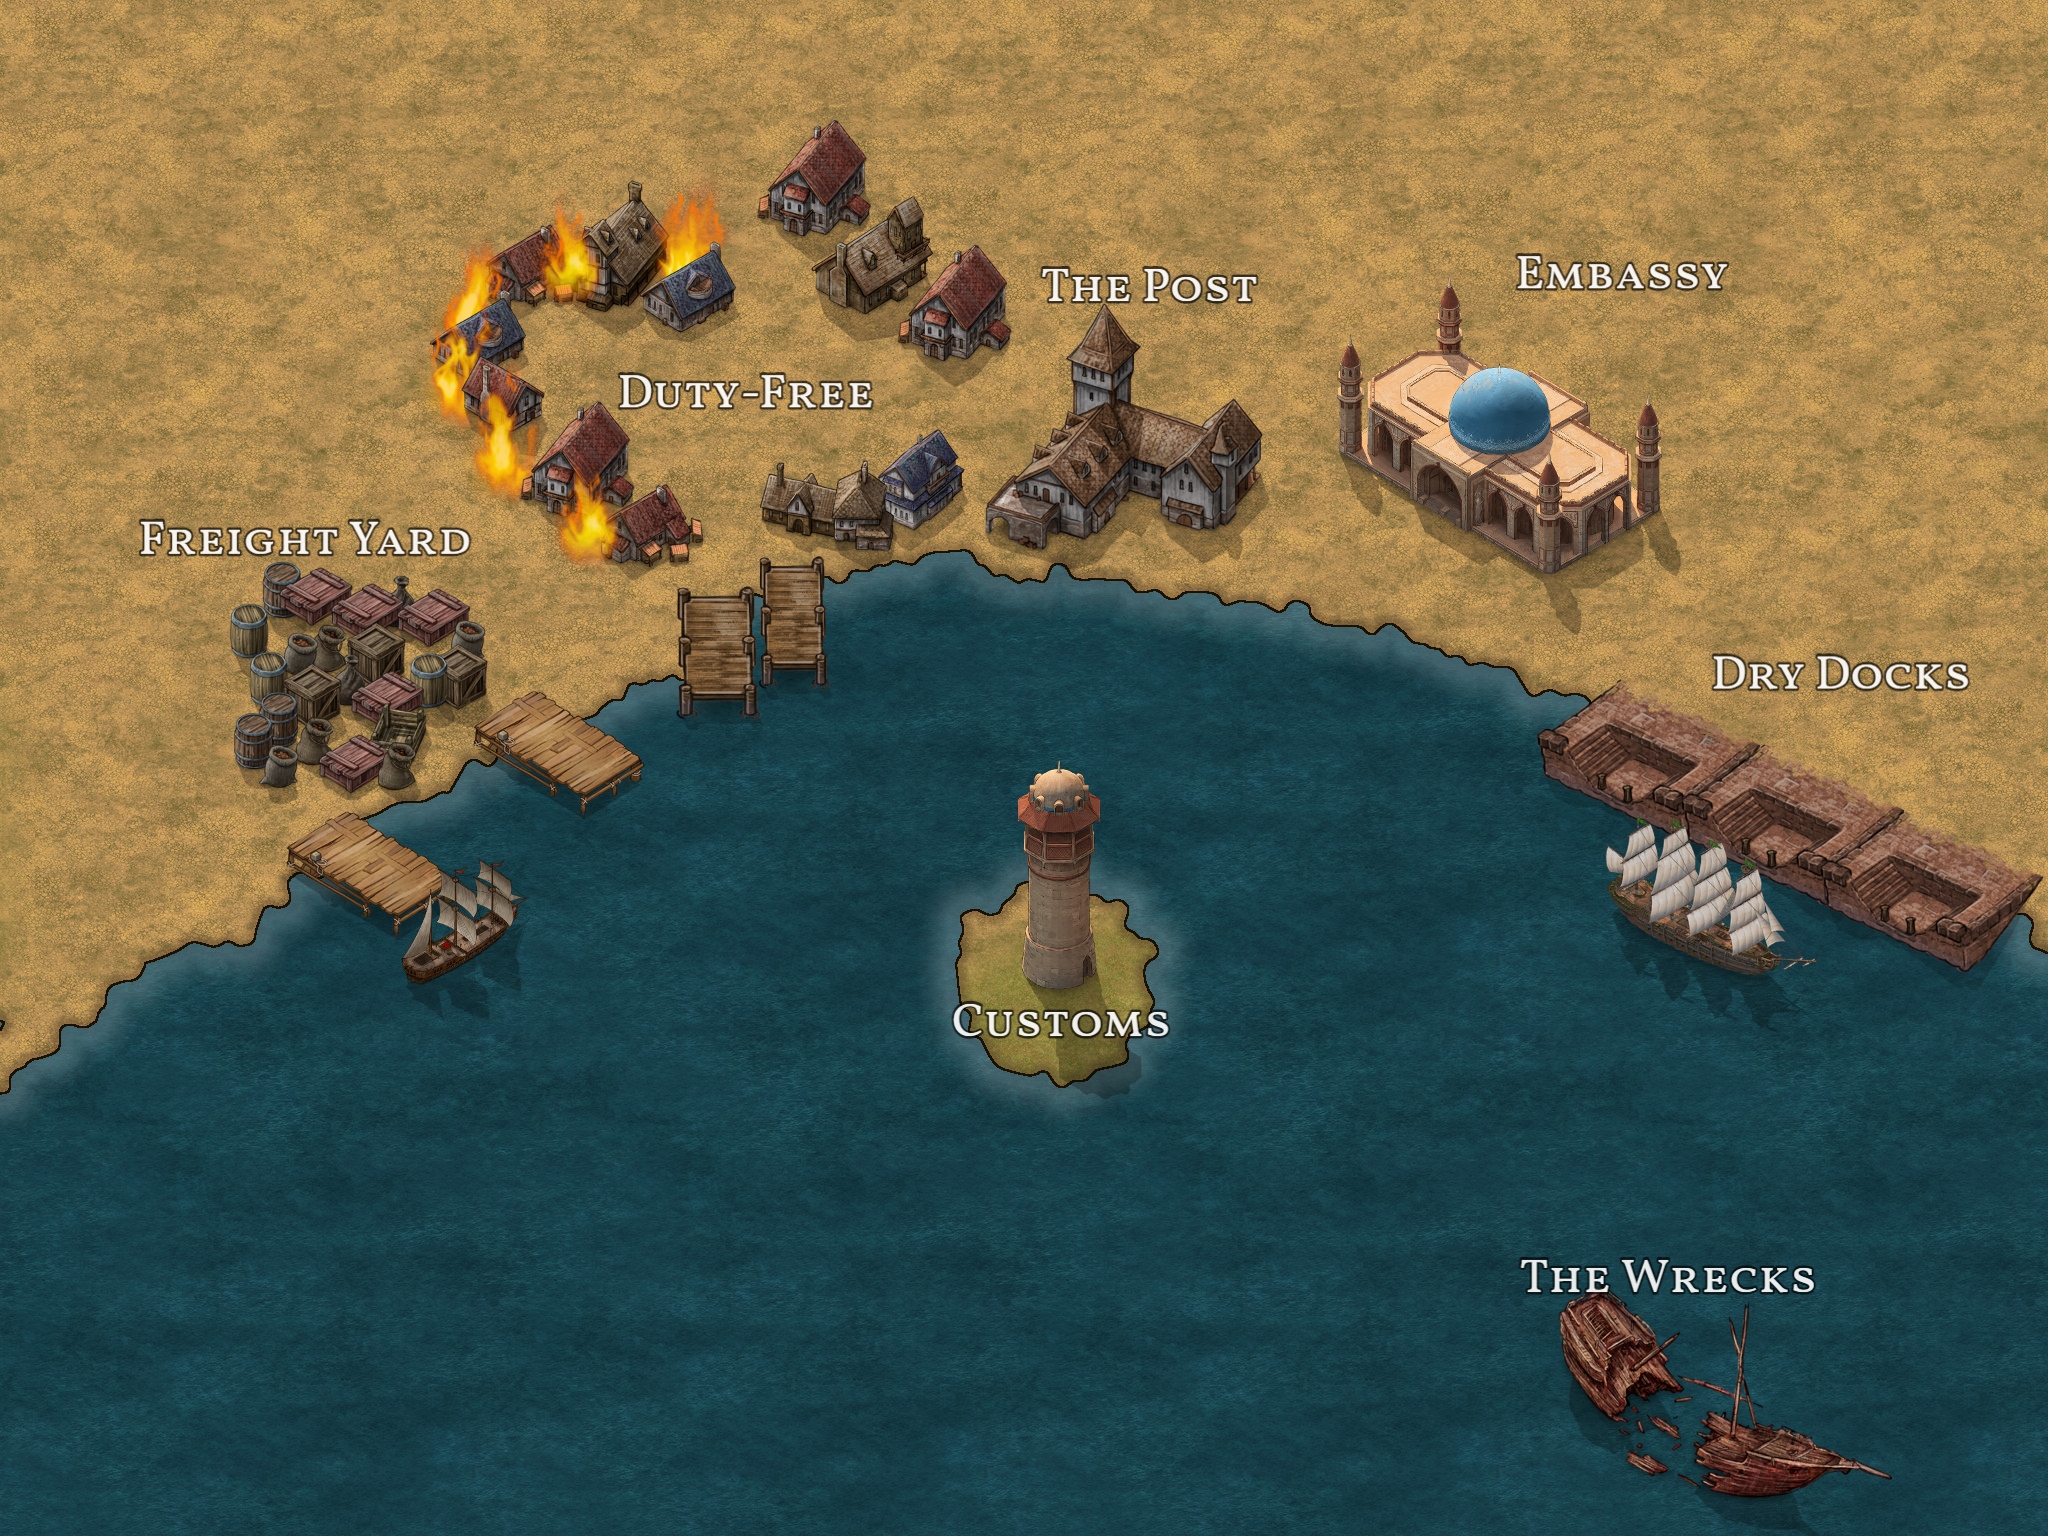 Embassy
The Post
Duty-Free
Freight Yard
Dry Docks
Customs
The Wrecks